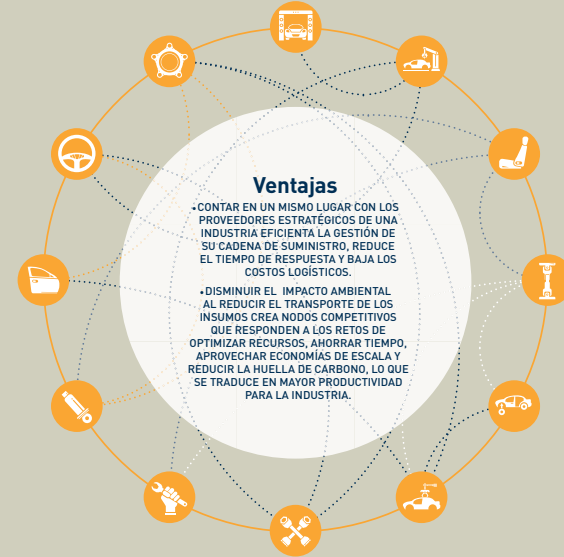 Ventajas
•CONTAR EN UN MISMO LUGAR CON LOS
PROVEEDORES ESTRATÉGICOS DE UNA
INDUSTRIA EFICIENTA LA GESTIÓN DE
SU CADENA DE SUMINISTRO, REDUCE
EL TIEMPO DE RESPUESTA Y BAJA LOS
COSTOS LOGÍSTICOS.
•DISMINUIR EL IMPACTO AMBIENTAL
AL REDUCIR EL TRANSPORTE DE LOS
INSUMOS CREA NODOS COMPETITIVOS
QUE RESPONDEN A LOS RETOS DE
OPTIMIZAR RECURSOS, AHORRAR TIEMPO,
APROVECHAR ECONOMÍAS DE ESCALA Y
REDUCIR LA HUELLA DE CARBONO, LO QUE
SE TRADUCE EN MAYOR PRODUCTIVIDAD
PARA LA INDUSTRIA.